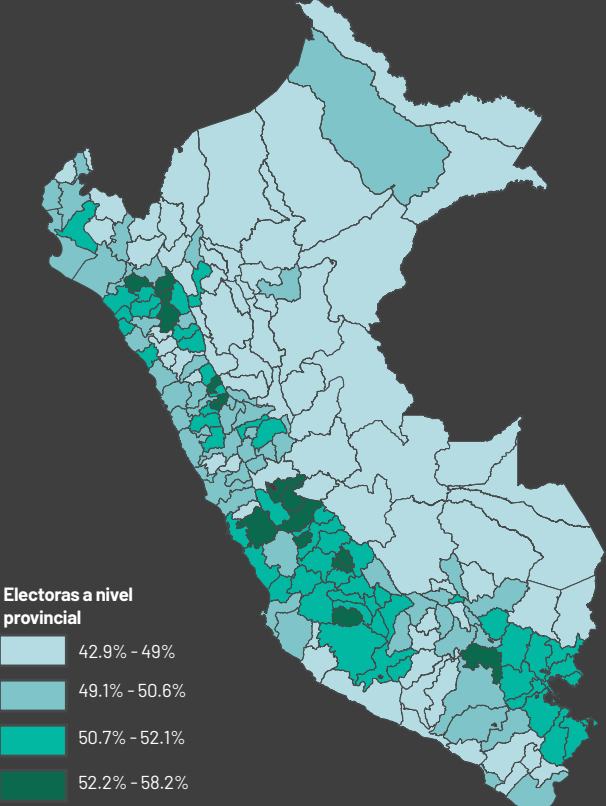 Electoras a nivel
provincial
42.9% - 49%
49.1% - 50.6%
50.7% - 52.1%
52.2% - 58.2%